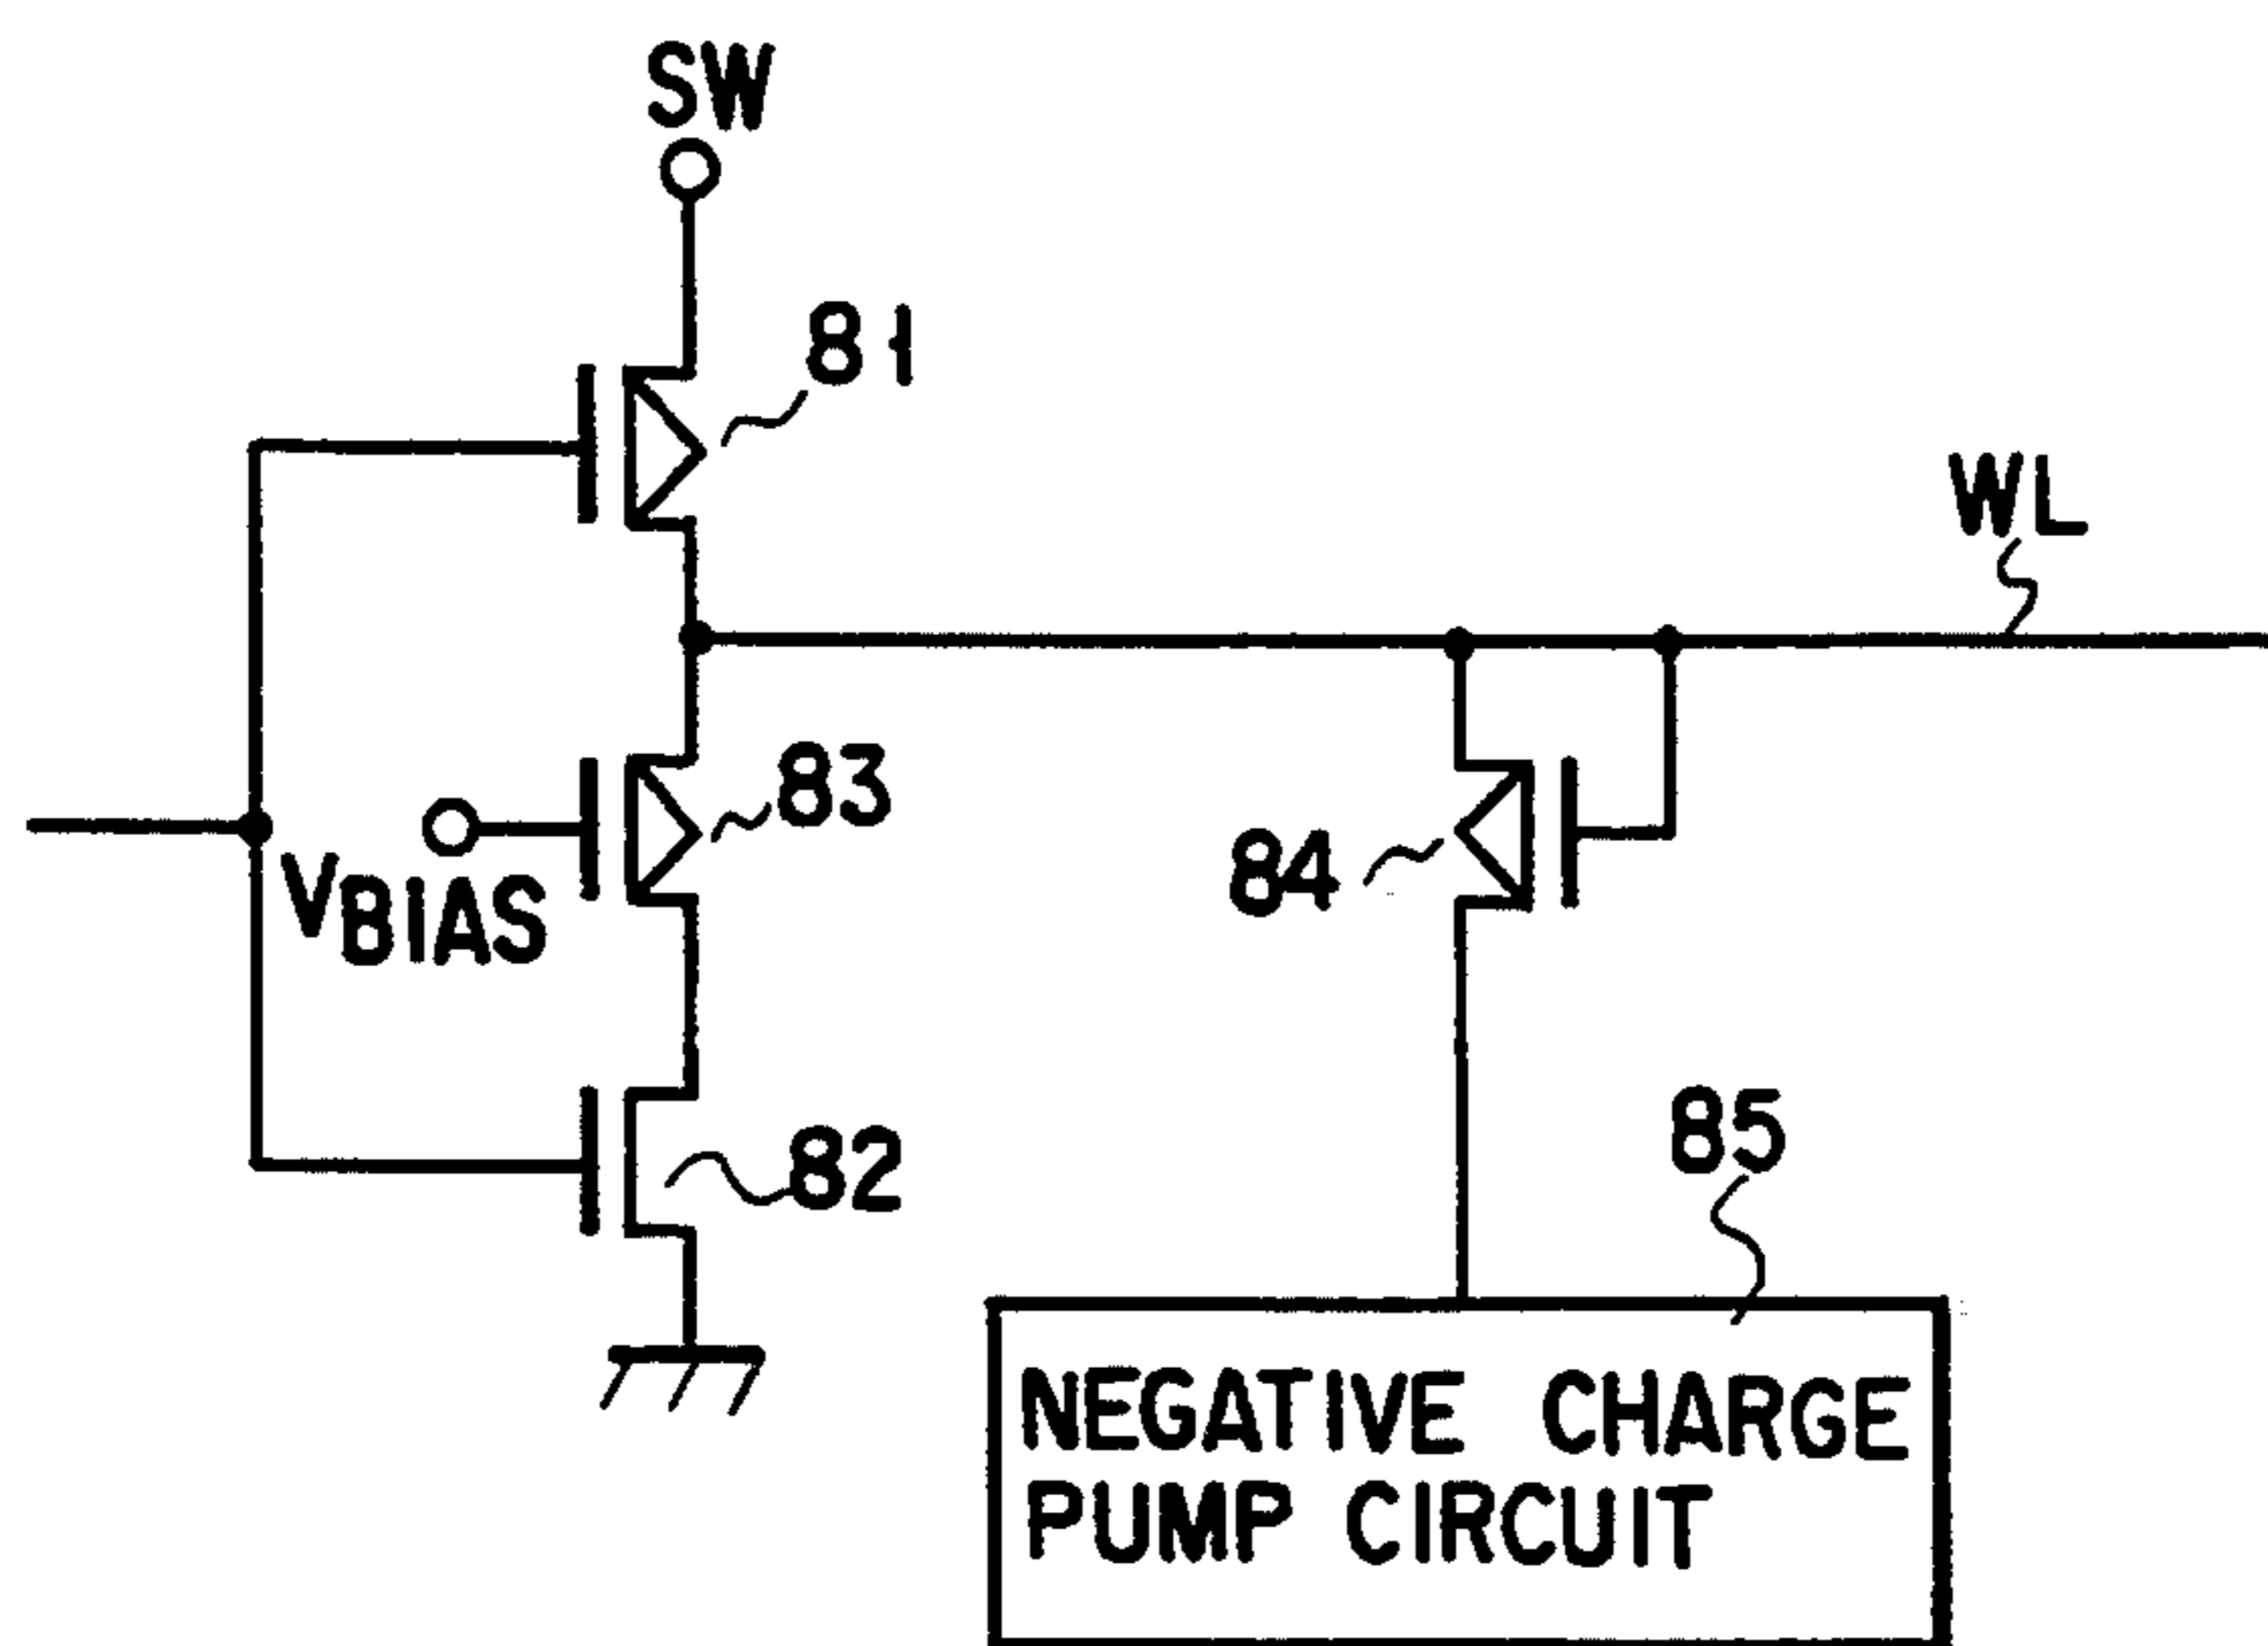 SW
81
WL
83
84
VBIAS
85
82
NEGATIVE CHARGE
PUMP CIRCUIT